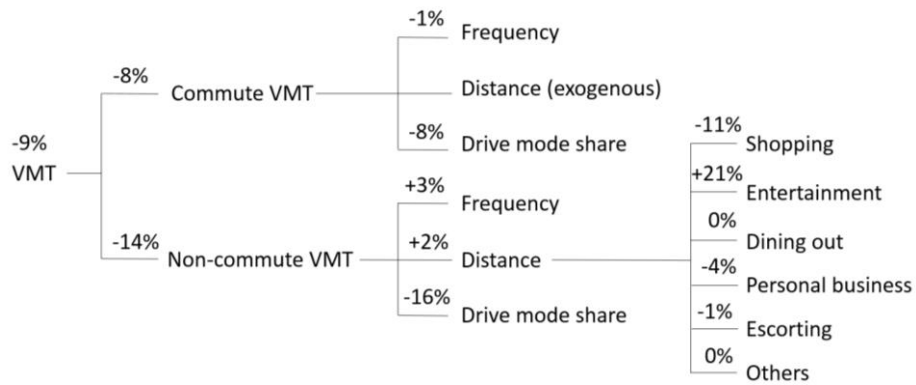 -9%
VMT
-8%
Commute VMT
-1%
Frequency
Distance (exogenous)
-8%
Drive mode share
-14%
Non-commute VMT
+3%
Frequency
+2%
Distance
-16%
Drive mode share
-11%
Shopping
+21%
Entertainment
0%
Dining out
-4%
Personal business
-1%
Escorting
0%
Others